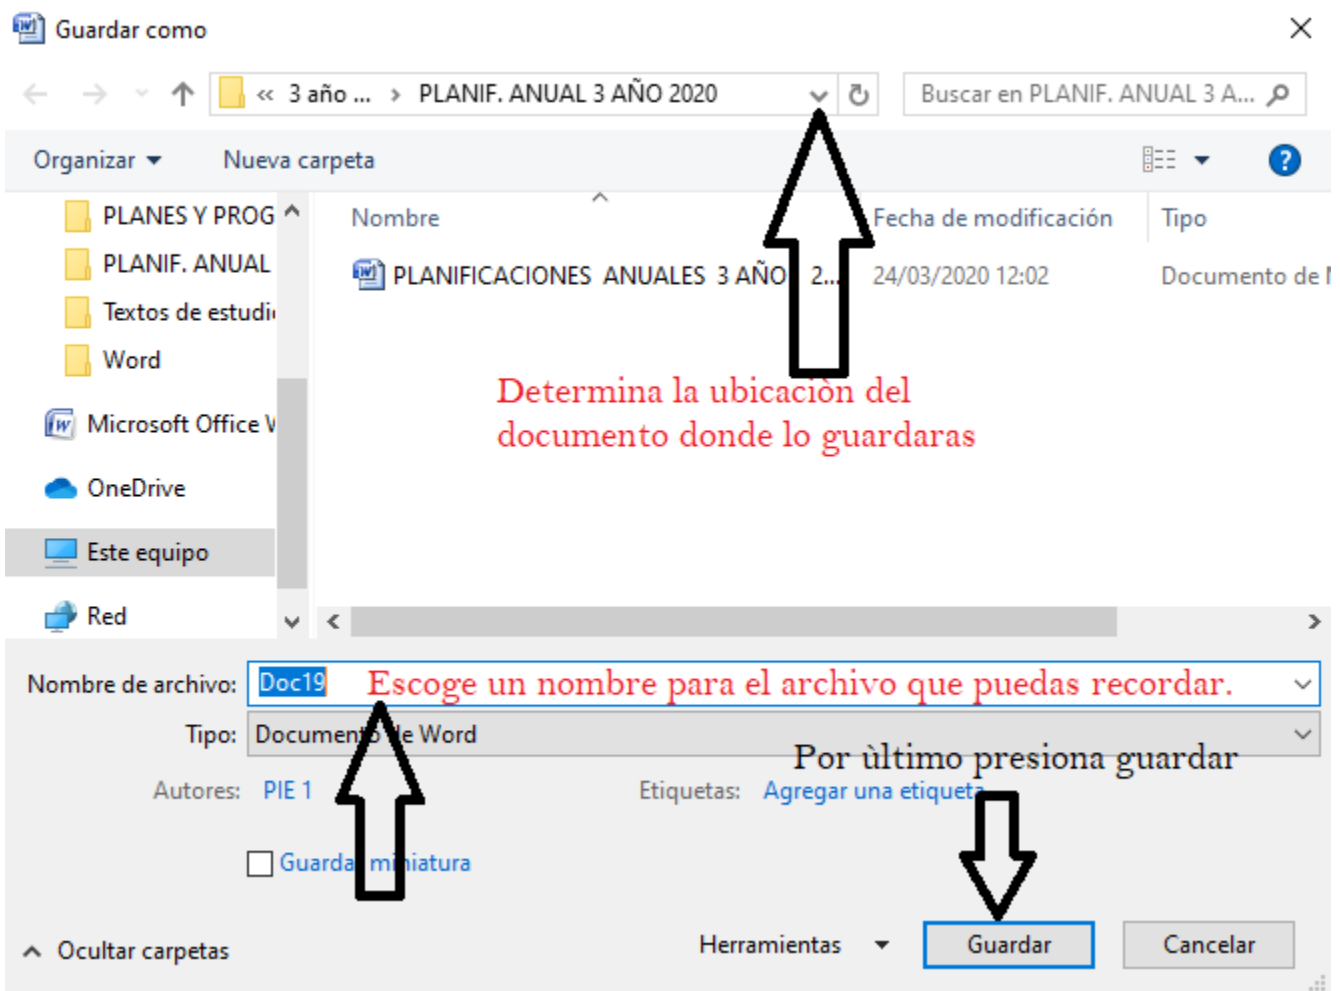 Guardar como
« 3 año ... › PLANIF. ANUAL 3 AÑO 2020
Buscar en PLANIF. ANUAL 3 A...
Organizar
Nueva carpeta
PLANES Y PROG
PLANIF. ANUAL
Textos de estudi
Word
Microsoft Office W
OneDrive
Este equipo
Red
Nombre
Fecha de modificación
Tipo
PLANIFICACIONES ANUALES 3 AÑO 2...
24/03/2020 12:02
Documento de
Determina la ubicaciòn del
documento donde lo guardaras
Nombre de archivo: Doc19
Escoge un nombre para el archivo que puedas recordar.
Tipo: Documento de Word
Por ùltimo presiona guardar
Autores: PIE 1
Etiquetas: Agregar una etiqueta
Guardar miniatura
Ocultar carpetas
Herramientas
Guardar
Cancelar